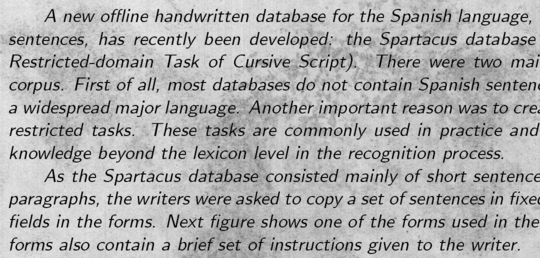 A new offline handwritten database for the Spanish language,
sentences, has recently been developed: the Spartacus database
Restricted-domain Task of Cursive Script). There were two mai
corpus. First of all, most databases do not contain Spanish senten
a widespread major language. Another important reason was to crea
restricted tasks. These tasks are commonly used in practice and
knowledge beyond the lexicon level in the recognition process.
As the Spartacus database consisted mainly of short sentence
paragraphs, the writers were asked to copy a set of sentences in fixed
fields in the forms. Next figure shows one of the forms used in the
forms also contain a brief set of instructions given to the writer.